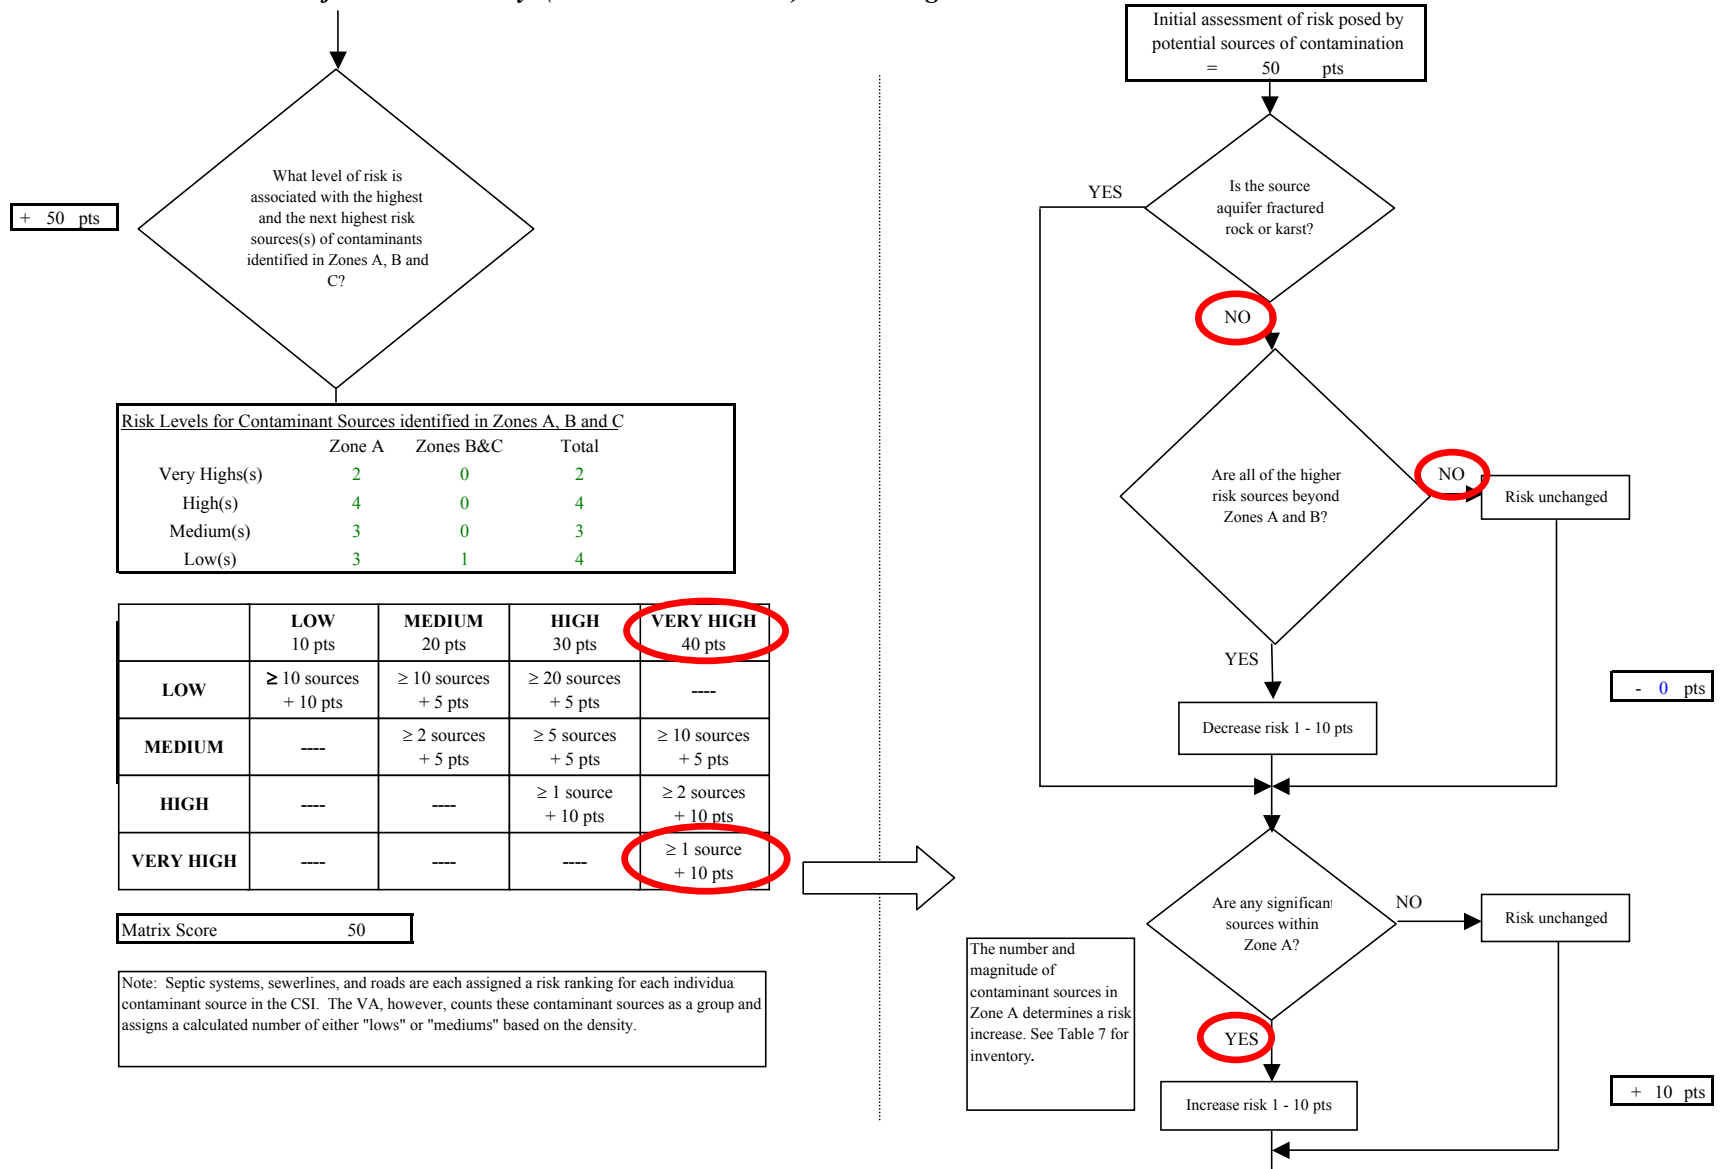 What level of risk is
associated with the highest
and the next highest risk
sources(s) of contaminants
identified in Zones A, B and
C?
+ 50 pts
Risk Levels for Contaminant Sources identified in Zones A, B and C
Zone A Zones B&C Total
Very Highs(s) 2 0 2
High(s) 4 0 4
Medium(s) 3 0 3
Low(s) 3 1 4
LOW MEDIUM HIGH VERY HIGH
10 pts 20 pts 30 pts 40 pts
LOW ≥ 10 sources ≥ 10 sources ≥ 20 sources ----
+ 10 pts + 5 pts + 5 pts
MEDIUM ---- ≥ 2 sources ≥ 5 sources ≥ 10 sources
+ 5 pts + 5 pts + 5 pts
HIGH ---- ---- ≥ 1 source ≥ 2 sources
+ 10 pts + 10 pts
VERY HIGH ---- ---- ---- ≥ 1 source
+ 10 pts
Matrix Score 50
Note: Septic systems, sewerlines, and roads are each assigned a risk ranking for each individua
contaminant source in the CSI. The VA, however, counts these contaminant sources as a group and
assigns a calculated number of either "lows" or "mediums" based on the density.
Initial assessment of risk posed by
potential sources of contamination
= 50 pts
Is the source
aquifer fractured
rock or karst?
YES
NO
Are all of the higher
risk sources beyond
Zones A and B?
NO
Risk unchanged
YES
Decrease risk 1 - 10 pts
- 0 pts
Are any significant
sources within
Zone A?
NO
Risk unchanged
The number and
magnitude of
contaminant sources in
Zone A determines a risk
increase. See Table 7 for
inventory.
YES
Increase risk 1 - 10 pts
+ 10 pts